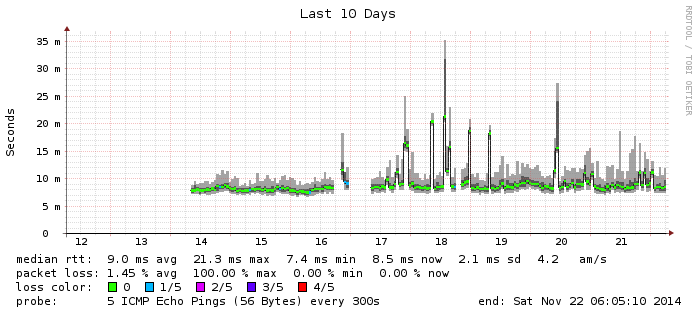 Last 10 Days
RRDTOOL / TOBI OETIKER
Seconds
35 m
30 m
25 m
20 m
15 m
10 m
5 m
0
12 13 14 15 16 17 18 19 20 21
median rtt: 9.0 ms avg 21.3 ms max 7.4 ms min 8.5 ms now 2.1 ms sd 4.2 am/s
packet loss: 1.45 % avg 100.00 % max 0.00 % min 0.00 % now
loss color: 0 1/5 2/5 3/5 4/5
probe: 5 ICMP Echo Pings (56 Bytes) every 300s end: Sat Nov 22 06:05:10 2014